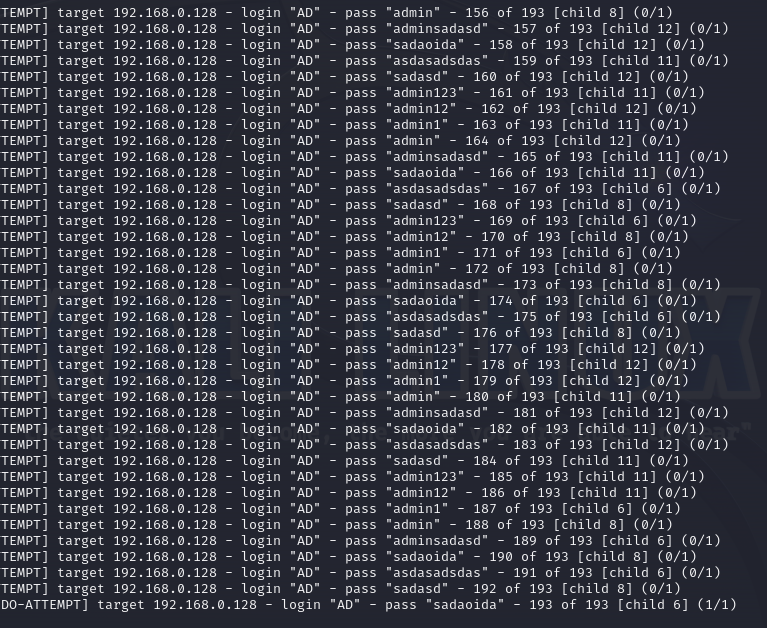 TEMPT] target 192.168.0.128 - login "AD" - pass "admin" - 156 of 193 [child 8] (0/1)
TEMPT] target 192.168.0.128 - login "AD" - pass "adminsadasd" - 157 of 193 [child 12] (0/1)
TEMPT] target 192.168.0.128 - login "AD" - pass "sadaoida" - 158 of 193 [child 12] (0/1)
TEMPT] target 192.168.0.128 - login "AD" - pass "asdasadsdas" - 159 of 193 [child 11] (0/1)
TEMPT] target 192.168.0.128 - login "AD" - pass "sadasd" - 160 of 193 [child 12] (0/1)
TEMPT] target 192.168.0.128 - login "AD" - pass "admin123" - 161 of 193 [child 11] (0/1)
TEMPT] target 192.168.0.128 - login "AD" - pass "admin12" - 162 of 193 [child 12] (0/1)
TEMPT] target 192.168.0.128 - login "AD" - pass "admin1" - 163 of 193 [child 11] (0/1)
TEMPT] target 192.168.0.128 - login "AD" - pass "admin" - 164 of 193 [child 12] (0/1)
TEMPT] target 192.168.0.128 - login "AD" - pass "adminsadasd" - 165 of 193 [child 11] (0/1)
TEMPT] target 192.168.0.128 - login "AD" - pass "sadaoida" - 166 of 193 [child 11] (0/1)
TEMPT] target 192.168.0.128 - login "AD" - pass "asdasadsdas" - 167 of 193 [child 6] (0/1)
TEMPT] target 192.168.0.128 - login "AD" - pass "sadasd" - 168 of 193 [child 8] (0/1)
TEMPT] target 192.168.0.128 - login "AD" - pass "admin123" - 169 of 193 [child 6] (0/1)
TEMPT] target 192.168.0.128 - login "AD" - pass "admin12" - 170 of 193 [child 8] (0/1)
TEMPT] target 192.168.0.128 - login "AD" - pass "admin1" - 171 of 193 [child 6] (0/1)
TEMPT] target 192.168.0.128 - login "AD" - pass "admin" - 172 of 193 [child 8] (0/1)
TEMPT] target 192.168.0.128 - login "AD" - pass "adminsadasd" - 173 of 193 [child 8] (0/1)
TEMPT] target 192.168.0.128 - login "AD" - pass "sadaoida" - 174 of 193 [child 6] (0/1)
TEMPT] target 192.168.0.128 - login "AD" - pass "asdasadsdas" - 175 of 193 [child 6] (0/1)
TEMPT] target 192.168.0.128 - login "AD" - pass "sadasd" - 176 of 193 [child 8] (0/1)
TEMPT] target 192.168.0.128 - login "AD" - pass "admin123" - 177 of 193 [child 12] (0/1)
TEMPT] target 192.168.0.128 - login "AD" - pass "admin12" - 178 of 193 [child 12] (0/1)
TEMPT] target 192.168.0.128 - login "AD" - pass "admin1" - 179 of 193 [child 12] (0/1)
TEMPT] target 192.168.0.128 - login "AD" - pass "admin" - 180 of 193 [child 11] (0/1)
TEMPT] target 192.168.0.128 - login "AD" - pass "adminsadasd" - 181 of 193 [child 12] (0/1)
TEMPT] target 192.168.0.128 - login "AD" - pass "sadaoida" - 182 of 193 [child 11] (0/1)
TEMPT] target 192.168.0.128 - login "AD" - pass "asdasadsdas" - 183 of 193 [child 12] (0/1)
TEMPT] target 192.168.0.128 - login "AD" - pass "sadasd" - 184 of 193 [child 11] (0/1)
TEMPT] target 192.168.0.128 - login "AD" - pass "admin123" - 185 of 193 [child 11] (0/1)
TEMPT] target 192.168.0.128 - login "AD" - pass "admin12" - 186 of 193 [child 11] (0/1)
TEMPT] target 192.168.0.128 - login "AD" - pass "admin1" - 187 of 193 [child 6] (0/1)
TEMPT] target 192.168.0.128 - login "AD" - pass "admin" - 188 of 193 [child 8] (0/1)
TEMPT] target 192.168.0.128 - login "AD" - pass "adminsadasd" - 189 of 193 [child 6] (0/1)
TEMPT] target 192.168.0.128 - login "AD" - pass "sadaoida" - 190 of 193 [child 8] (0/1)
TEMPT] target 192.168.0.128 - login "AD" - pass "asdasadsdas" - 191 of 193 [child 6] (0/1)
TEMPT] target 192.168.0.128 - login "AD" - pass "sadasd" - 192 of 193 [child 8] (0/1)
DO-ATTEMPT] target 192.168.0.128 - login "AD" - pass "sadaoida" - 193 of 193 [child 6] (1/1)